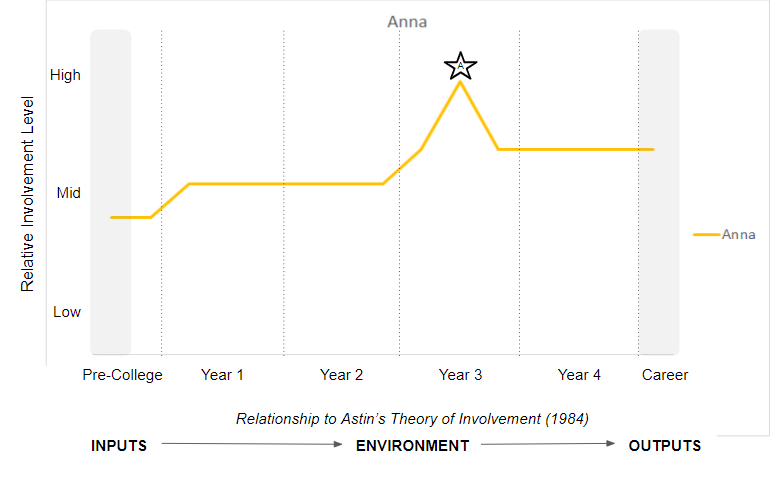 Anna
High
Mid
Low
Relative Involvement Level
A
Anna
Pre-College Year 1 Year 2 Year 3 Year 4 Career
Relationship to Astin's Theory of Involvement (1984)
INPUTS ENVIRONMENT OUTPUTS